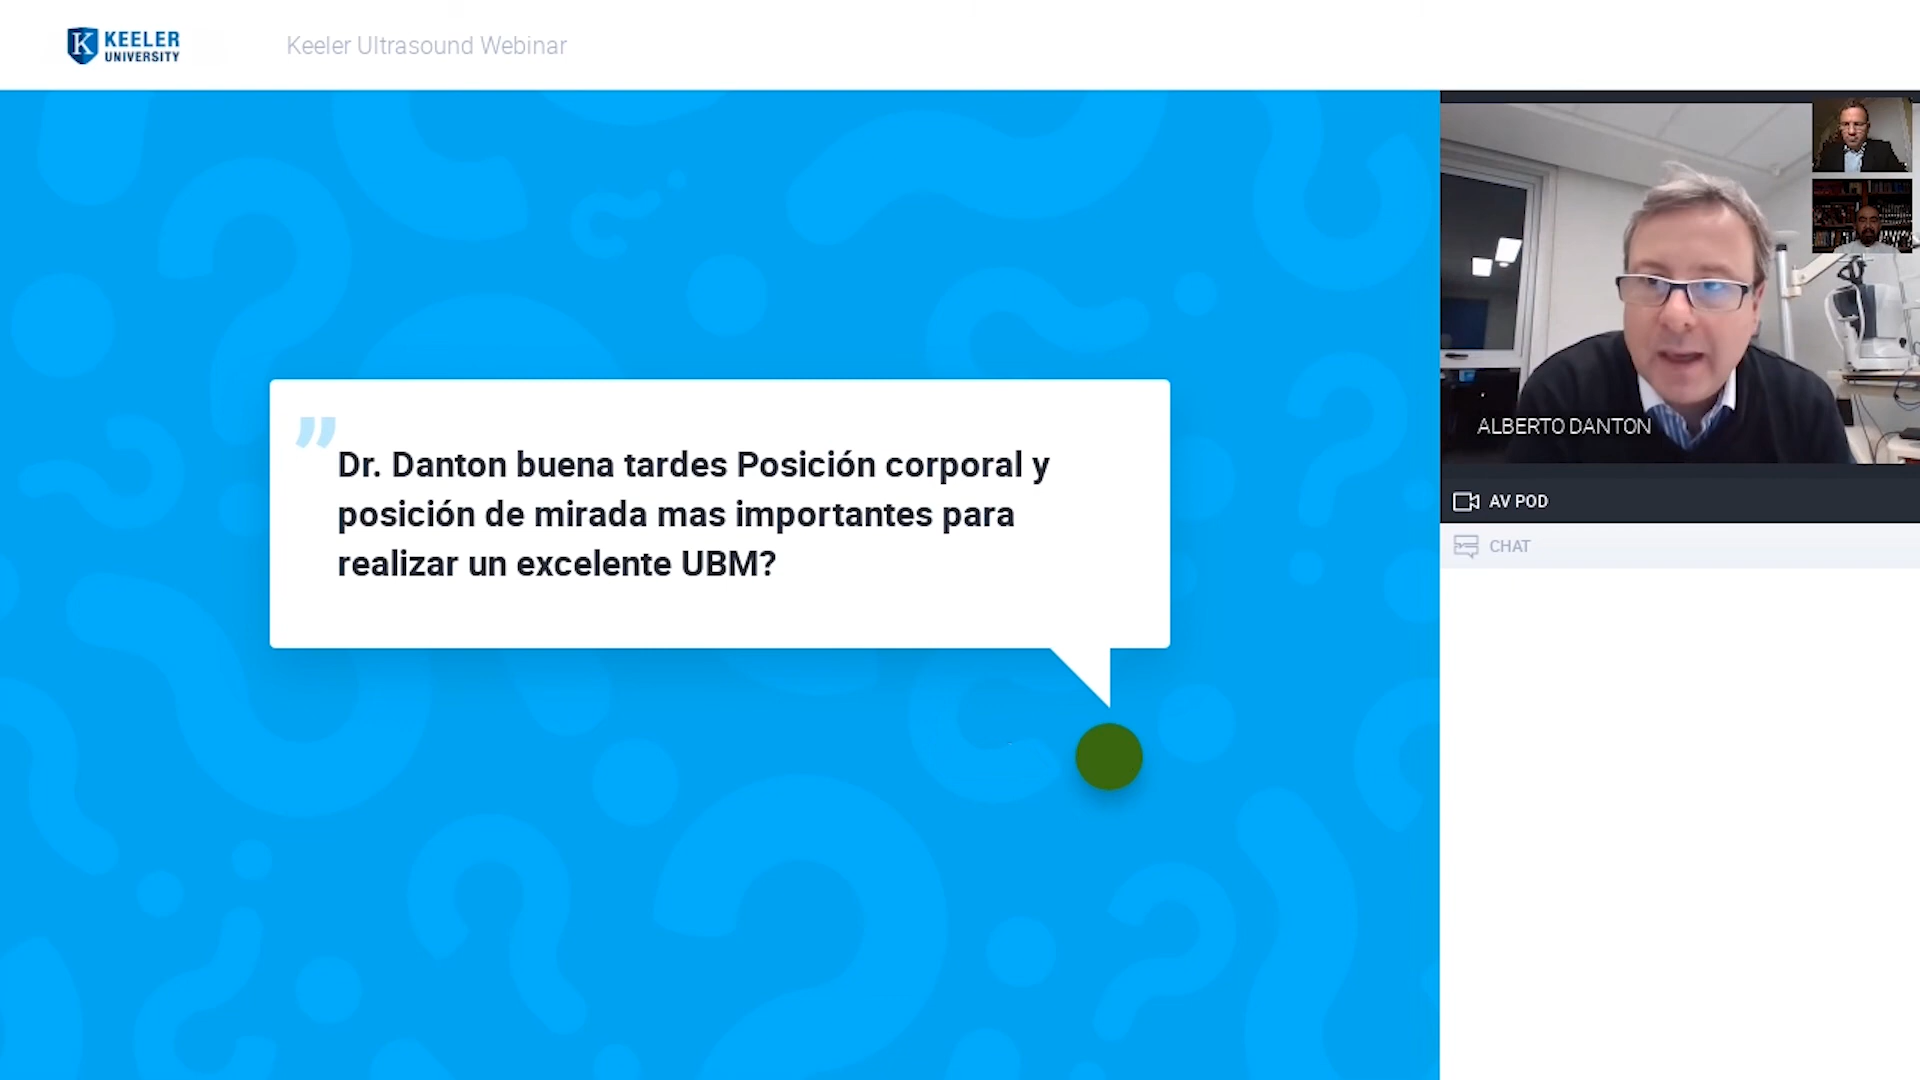 KEELER
UNIVERSITY
Keeler Ultrasound Webinar
Dr. Danton buena tardes Posición corporal y
posición de mirada mas importantes para
realizar un excelente UBM?
ALBERTO DANTON
AV POD
CHAT